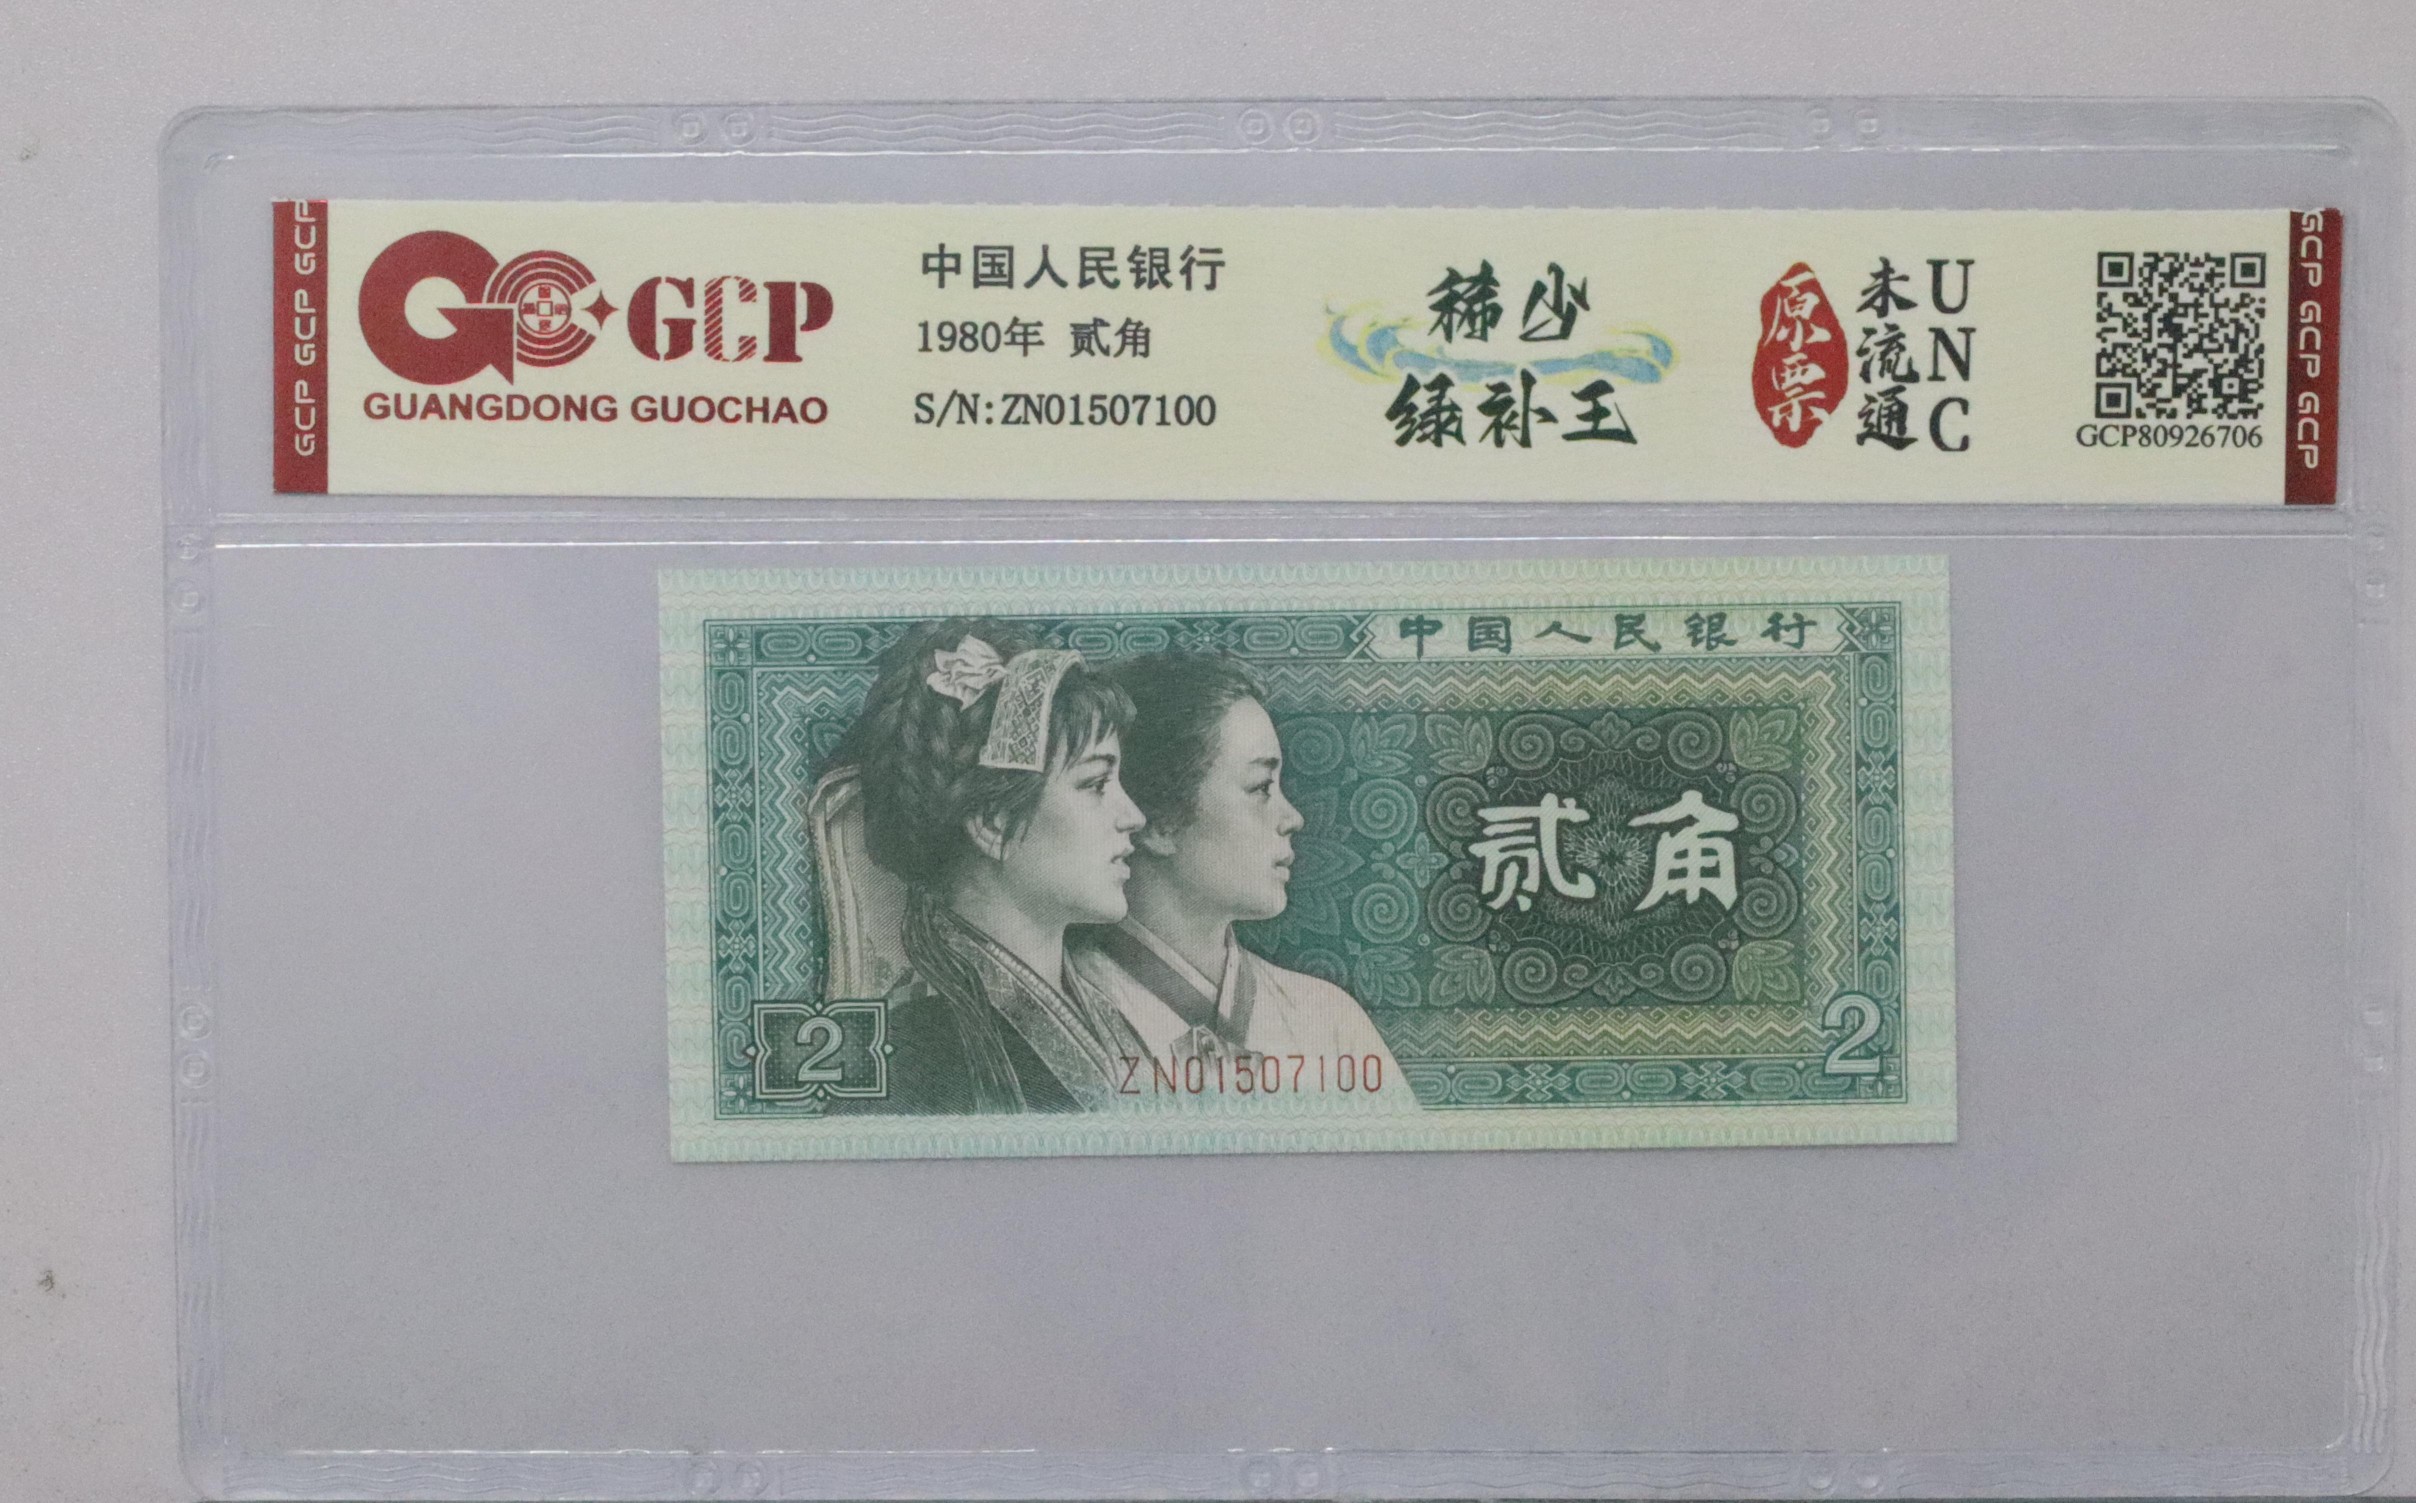 GCP GCP GCP
GCP
GUANGDONG GUOCHAO
中国人民银行
1980年 贰角
S/N:ZN01507100
稀少
绿补王
原票
未流通
UNC
GCP80926706
GCP GCP GCP
中国人民银行
贰角
2
2
ZN01507100